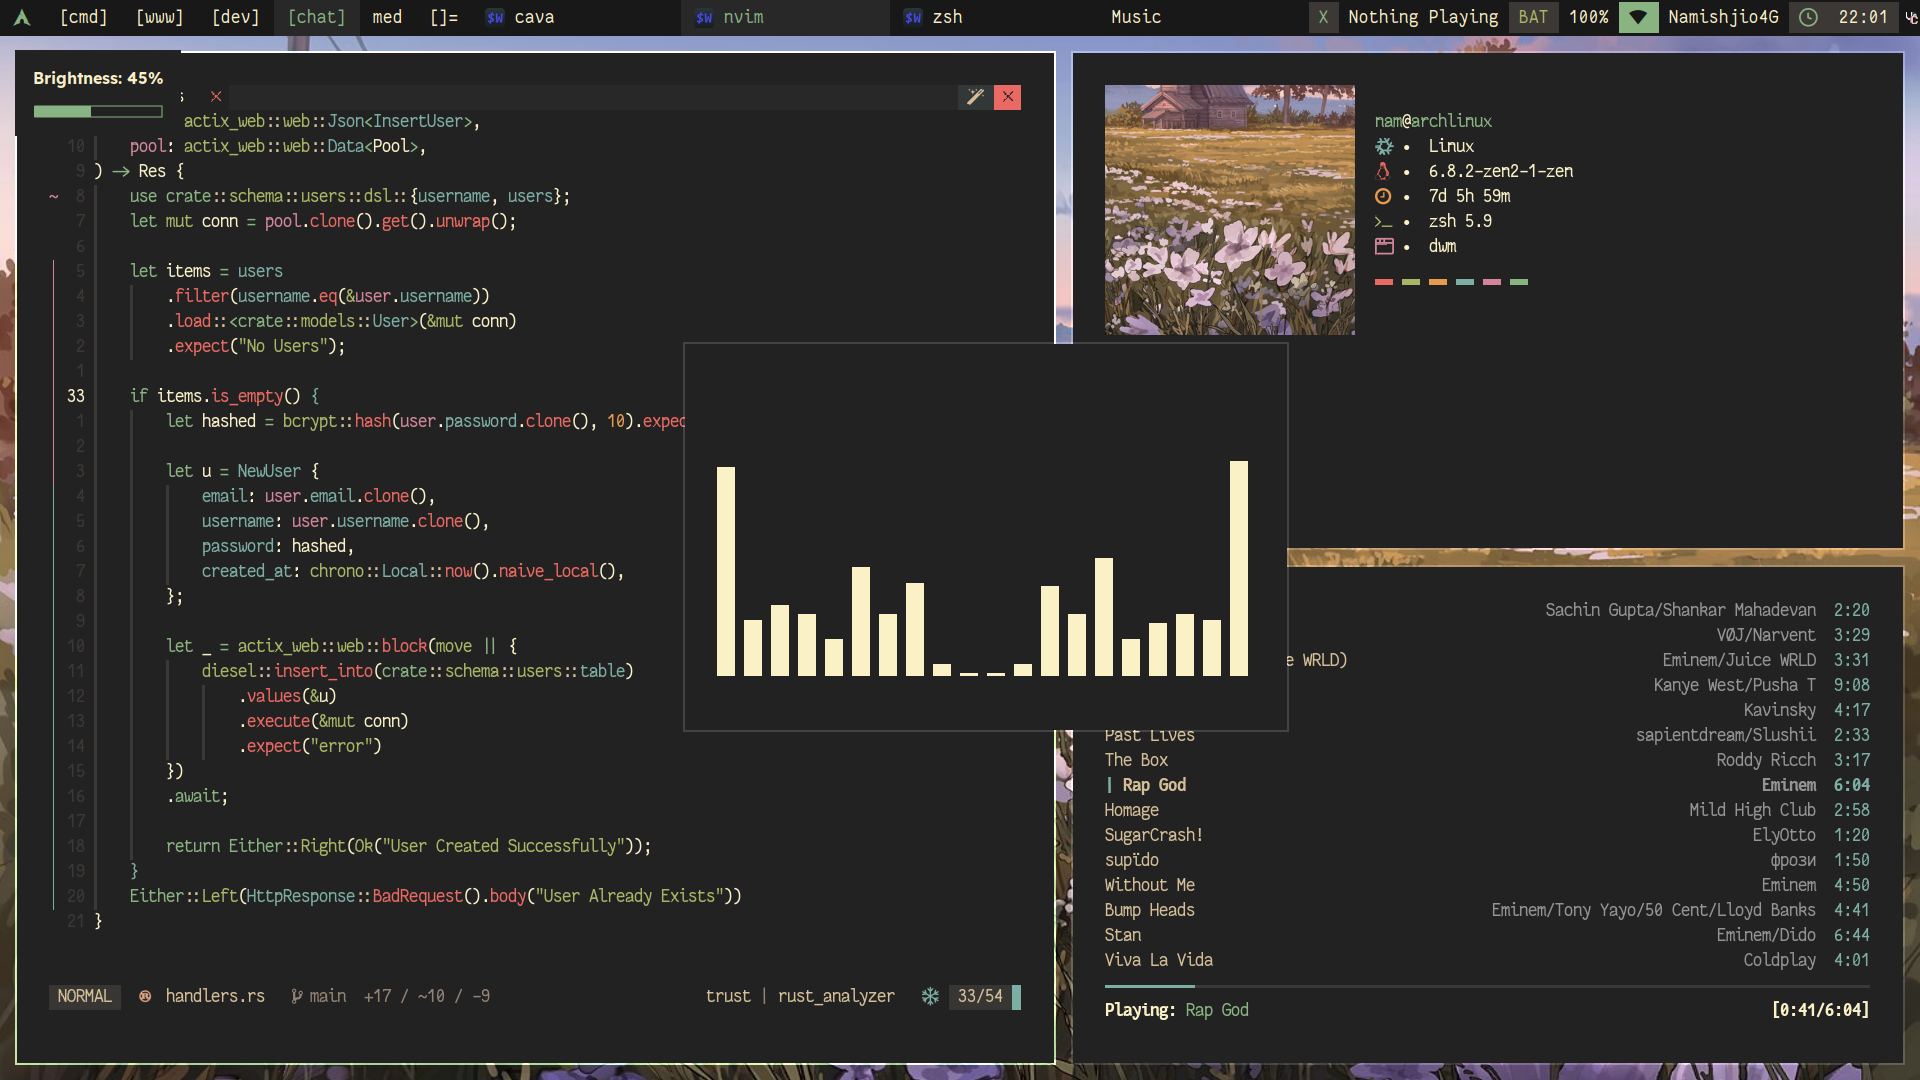 [cmd] [www] [dev] [chat] med []= $W cava $W nvim $W zsh Music X Nothing Playing BAT 100% Namishjio4G 22:01
Brightness: 45%
s
actix_web::web::Json<InsertUser>,
10 pool: actix_web::web::Data<Pool>,
9 ) -> Res {
~ 8 use crate::schema::users::dsl::{username, users};
7 let mut conn = pool.clone().get().unwrap();
6
5 let items = users
4 .filter(username.eq(&user.username))
3 .load::<crate::models::User>(&mut conn)
2 .expect("No Users");
1
33 if items.is_empty() {
1 let hashed = bcrypt::hash(user.password.clone(), 10).expec
2
3 let u = NewUser {
4 email: user.email.clone(),
5 username: user.username.clone(),
6 password: hashed,
7 created_at: chrono::Local::now().naive_local(),
8 };
9
10 let _ = actix_web::web::block(move || {
11 diesel::insert_into(crate::schema::users::table)
12 .values(&u)
13 .execute(&mut conn)
14 .expect("error")
15 })
16 .await;
17
18 return Either::Right(Ok("User Created Successfully"));
19 }
20 Either::Left(HttpResponse::BadRequest().body("User Already Exists"))
21 }
NORMAL handlers.rs main +17 / ~10 / -9 trust | rust_analyzer 33/54
nam@archlinux
• Linux
• 6.8.2-zen2-1-zen
• 7d 5h 59m
• zsh 5.9
• dwm
Sachin Gupta/Shankar Mahadevan 2:20
VØJ/Narvent 3:29
e WRLD) Eminem/Juice WRLD 3:31
Kanye West/Pusha T 9:08
Kavinsky 4:17
Past Lives sapientdream/Slushii 2:33
The Box Roddy Ricch 3:17
| Rap God Eminem 6:04
Homage Mild High Club 2:58
SugarCrash! ElyOtto 1:20
supïdo фрози 1:50
Without Me Eminem 4:50
Bump Heads Eminem/Tony Yayo/50 Cent/Lloyd Banks 4:41
Stan Eminem/Dido 6:44
Viva La Vida Coldplay 4:01
Playing: Rap God [0:41/6:04]